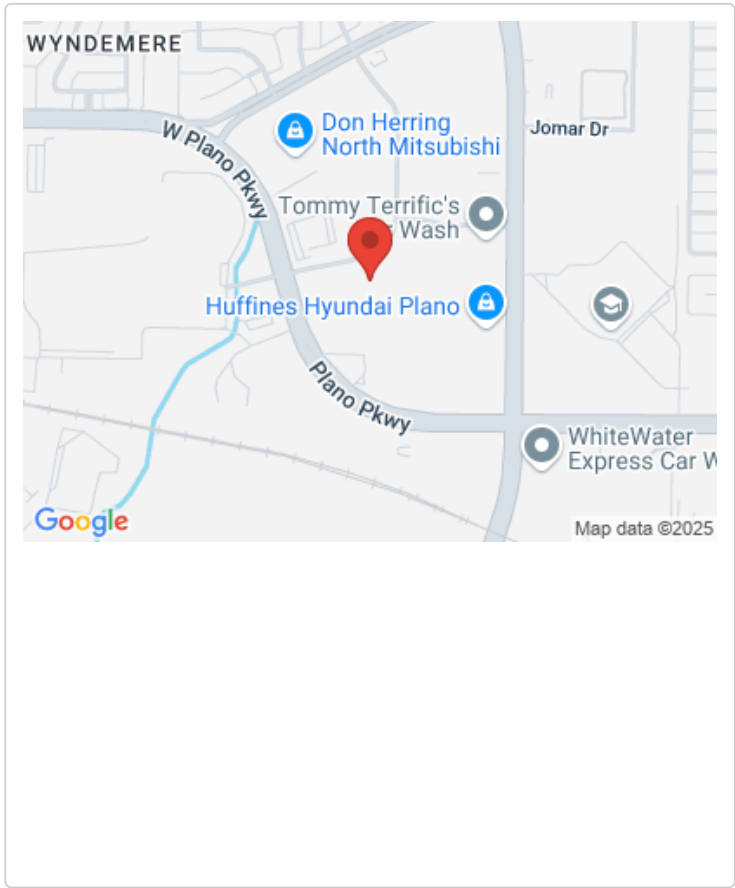 WYNDEMERE
W Plano Pkwy
Don Herring
North Mitsubishi
Jomar Dr
Tommy Terrific's
Wash
Huffines Hyundai Plano
Plano Pkwy
WhiteWater
Express Car W
Google
Map data ©2025